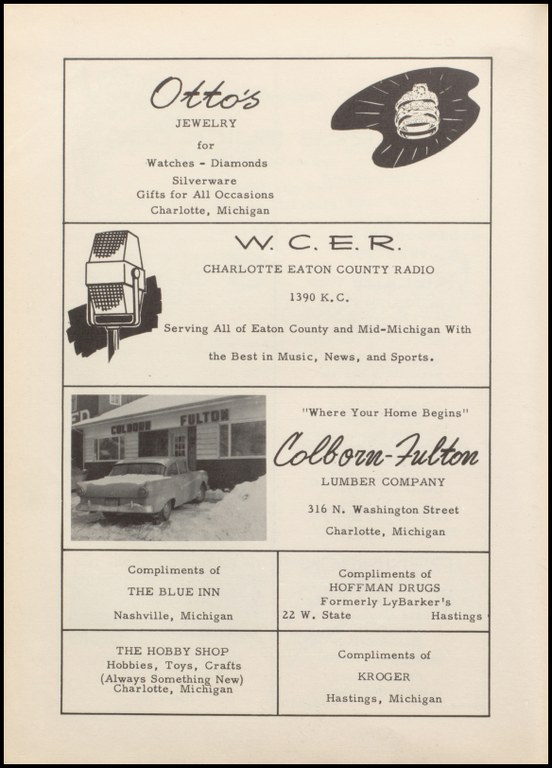 Otto's
JEWELRY
for
Watches - Diamonds
Silverware
Gifts for All Occasions
Charlotte, Michigan
W. C. E. R.
CHARLOTTE EATON COUNTY RADIO
1390 K.C.
Serving All of Eaton County and Mid-Michigan With
the Best in Music, News, and Sports.
ED
COLBORN FULTON
"Where Your Home Begins"
Colborn-Fulton
LUMBER COMPANY
316 N. Washington Street
Charlotte, Michigan
Compliments of
THE BLUE INN
Nashville, Michigan
Compliments of
HOFFMAN DRUGS
Formerly LyBarker's
22 W. State Hastings
THE HOBBY SHOP
Hobbies, Toys, Crafts
(Always Something New)
Charlotte, Michigan
Compliments of
KROGER
Hastings, Michigan